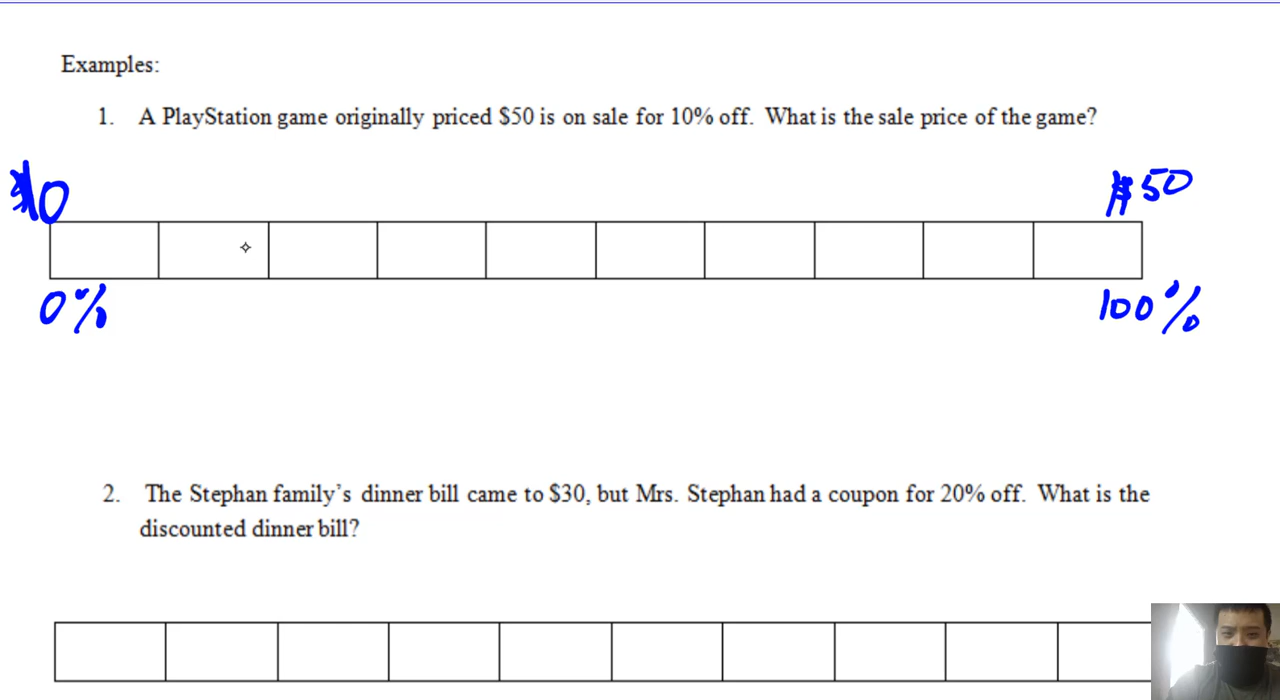 Examples:
1. A PlayStation game originally priced $50 is on sale for 10% off. What is the sale price of the game?
$0 $50
0% 100%
2. The Stephan family's dinner bill came to $30, but Mrs. Stephan had a coupon for 20% off. What is the
discounted dinner bill?